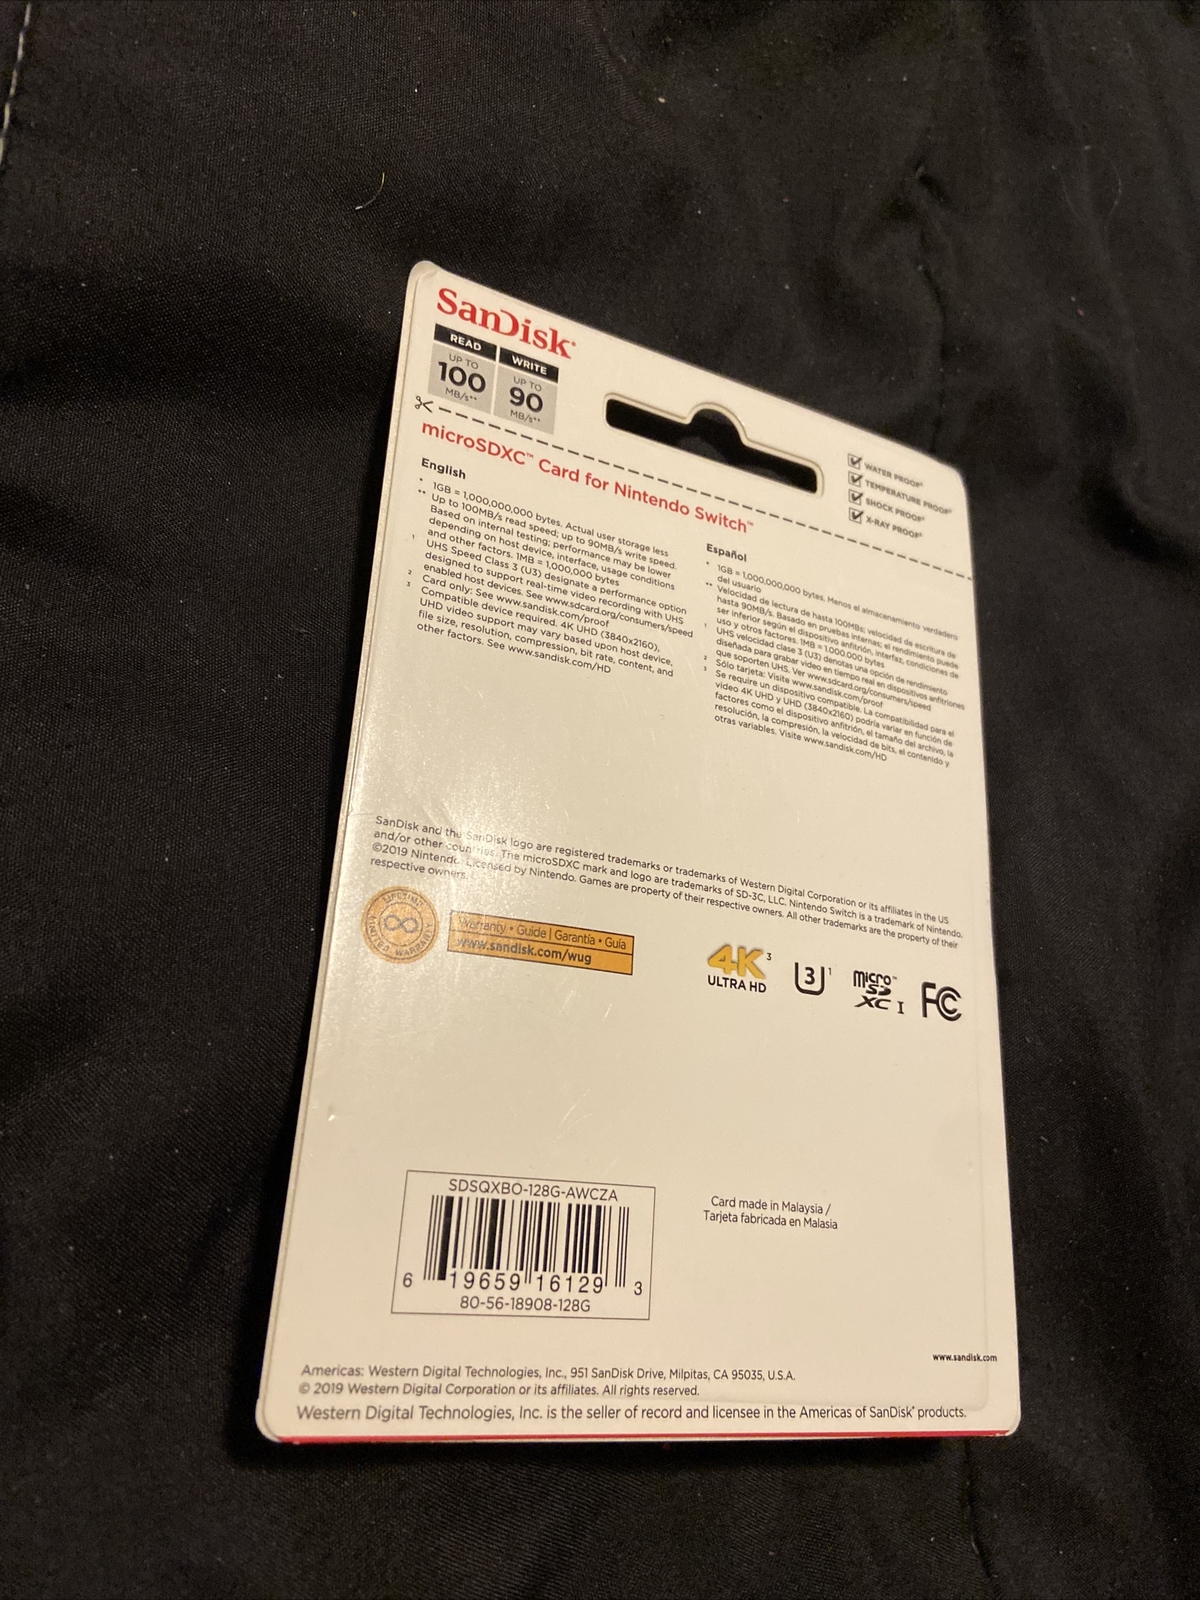 SanDisk®
READ WRITE
UP TO 100 MB/s** UP TO 90 MB/s**
WATER PROOF²
TEMPERATURE PROOF²
SHOCK PROOF²
X-RAY PROOF²
microSDXC™ Card for Nintendo Switch™
English
* 1GB = 1,000,000,000 bytes. Actual user storage less
** Up to 100MB/s read speed; up to 90MB/s write speed.
Based on internal testing; performance may be lower
depending on host device, interface, usage conditions
and other factors. 1MB = 1,000,000 bytes
¹ UHS Speed Class 3 (U3) designate a performance option
designed to support real-time video recording with UHS
enabled host devices. See www.sdcard.org/consumers/speed
² Card only: See www.sandisk.com/proof
³ Compatible device required. 4K UHD (3840x2160),
UHD video support may vary based upon host device,
file size, resolution, compression, bit rate, content, and
other factors. See www.sandisk.com/HD
Español
* 1GB = 1,000,000,000 bytes. Menos el almacenamiento verdadero
del usuario
** Velocidad de lectura de hasta 100MBs; velocidad de escritura de
hasta 90MB/s. Basado en pruebas internas; el rendimiento puede
ser inferior según el dispositivo anfitrión, interfaz, condiciones de
uso y otros factores. 1MB = 1,000,000 bytes
¹ UHS velocidad clase 3 (U3) denotas una opción de rendimiento
diseñada para grabar video en tiempo real en dispositivos anfitriones
que soporten UHS. Ver www.sdcard.org/consumers/speed
² Sólo tarjeta: Visite www.sandisk.com/proof
³ Se require un dispositivo compatible. La compatibilidad para el
video 4K UHD y UHD (3840x2160) podría variar en función de
factores como el dispositivo anfitrión, el tamaño del archivo, la
resolución, la compresión, la velocidad de bits, el contenido y
otras variables. Visite www.sandisk.com/HD
SanDisk and the SanDisk logo are registered trademarks or trademarks of Western Digital Corporation or its affiliates in the US
and/or other countries. The microSDXC mark and logo are trademarks of SD-3C, LLC. Nintendo Switch is a trademark of Nintendo.
©2019 Nintendo. Licensed by Nintendo. Games are property of their respective owners. All other trademarks are the property of their
respective owners.
LIFETIME LIMITED WARRANTY
Warranty • Guide | Garantía • Guía
www.sandisk.com/wug
4K³
ULTRA HD
3¹
micro™
SD
XC I
FC
SDSQXBO-128G-AWCZA
6 19659 16129 3
80-56-18908-128G
Card made in Malaysia /
Tarjeta fabricada en Malasia
www.sandisk.com
Americas: Western Digital Technologies, Inc., 951 SanDisk Drive, Milpitas, CA 95035, U.S.A.
© 2019 Western Digital Corporation or its affiliates. All rights reserved.
Western Digital Technologies, Inc. is the seller of record and licensee in the Americas of SanDisk® products.